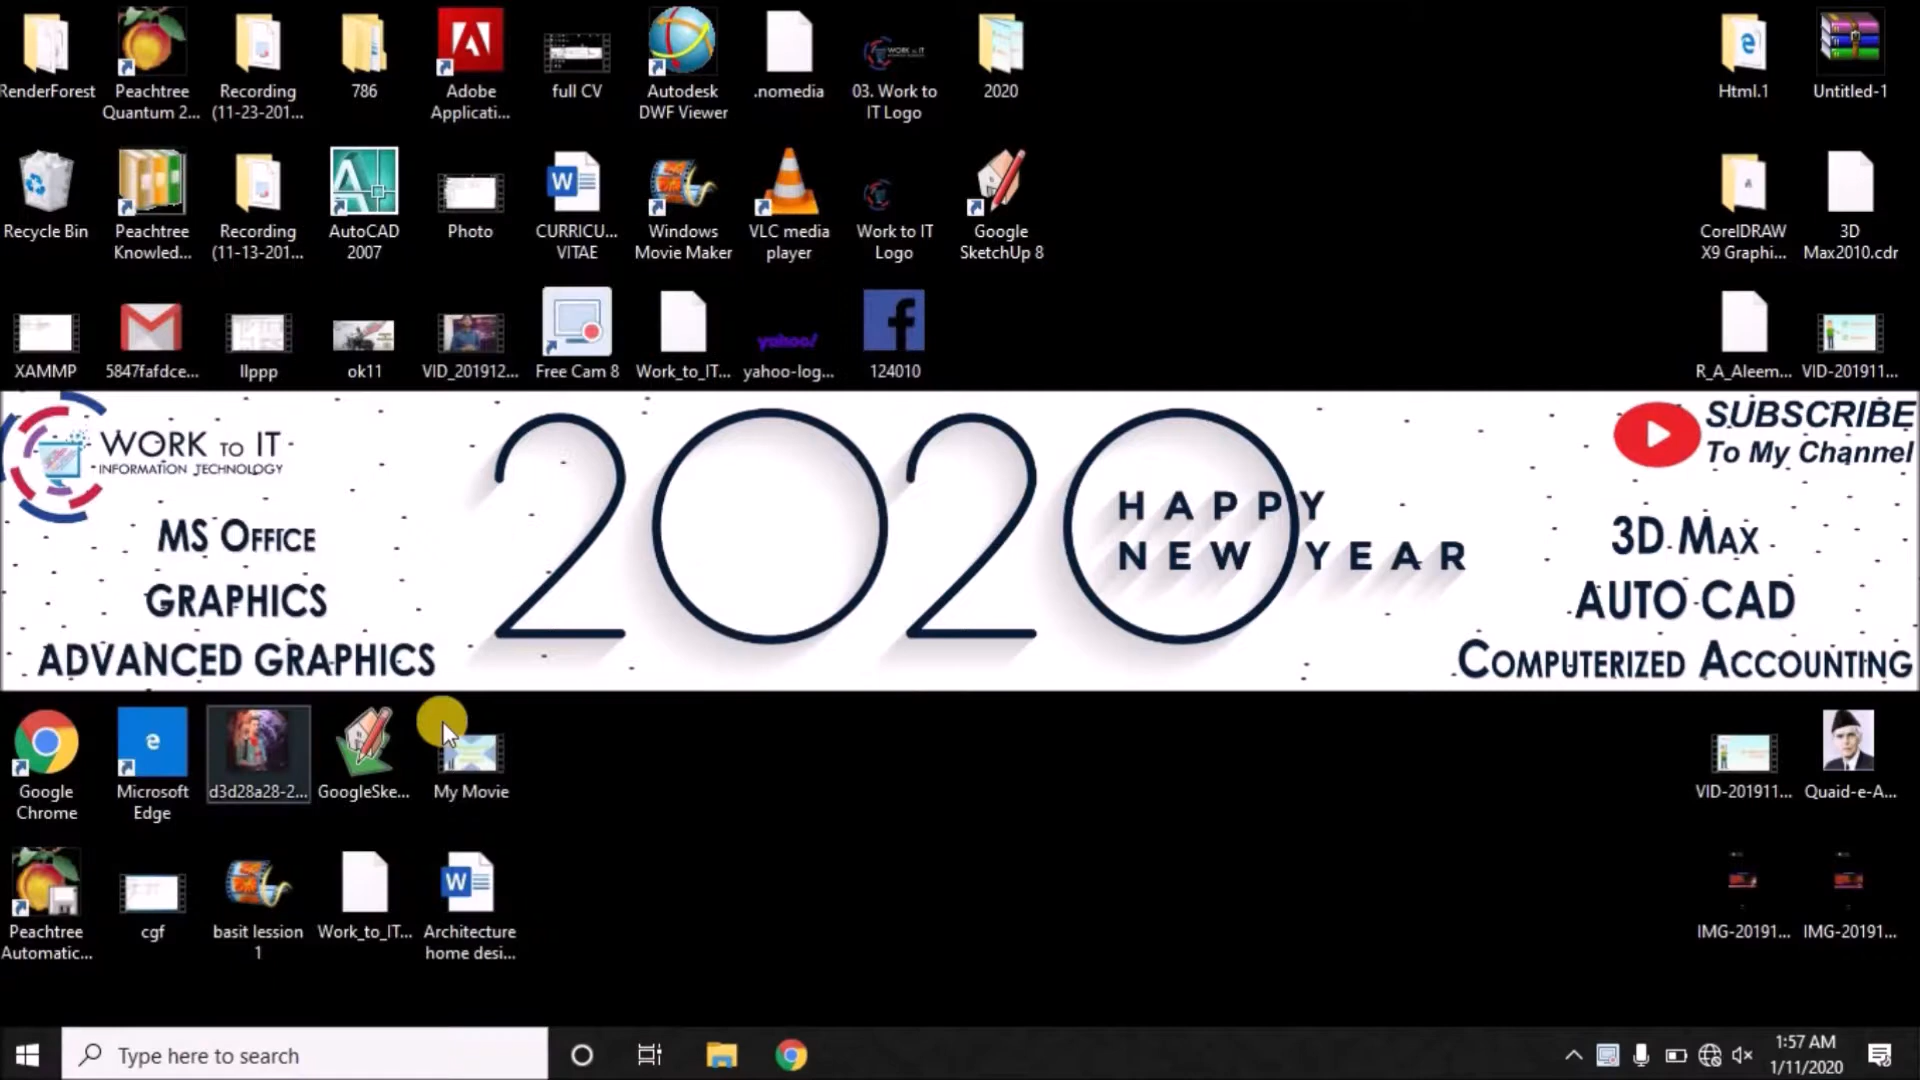 RenderForest
Peachtree
Quantum 2...
Recording
(11-23-201...
786
Adobe
Applicati...
full CV
Autodesk
DWF Viewer
.nomedia
WORK TO IT
03. Work to
IT Logo
2020
Html.1
Untitled-1
Recycle Bin
Peachtree
Knowled...
Recording
(11-13-201...
AutoCAD
2007
Photo
CURRICU...
VITAE
Windows
Movie Maker
VLC media
player
Work to IT
Logo
Google
SketchUp 8
CorelDRAW
X9 Graphi...
3D
Max2010.cdr
XAMMP
5847fafdce...
llppp
ok11
VID_201912...
Free Cam 8
Work_to_IT...
yahoo!
yahoo-log...
124010
R_A_Aleem...
VID-201911...
WORK TO IT
INFORMATION TECHNOLOGY
MS OFFICE
GRAPHICS
ADVANCED GRAPHICS
2020
HAPPY
NEW YEAR
SUBSCRIBE
To My Channel
3D MAX
AUTO CAD
COMPUTERIZED ACCOUNTING
Google
Chrome
Microsoft
Edge
d3d28a28-2...
GoogleSke...
My Movie
VID-201911...
Quaid-e-A...
Peachtree
Automatic...
cgf
basit lession
1
Work_to_IT...
Architecture
home desi...
IMG-20191...
IMG-20191...
Type here to search
1:57 AM
1/11/2020